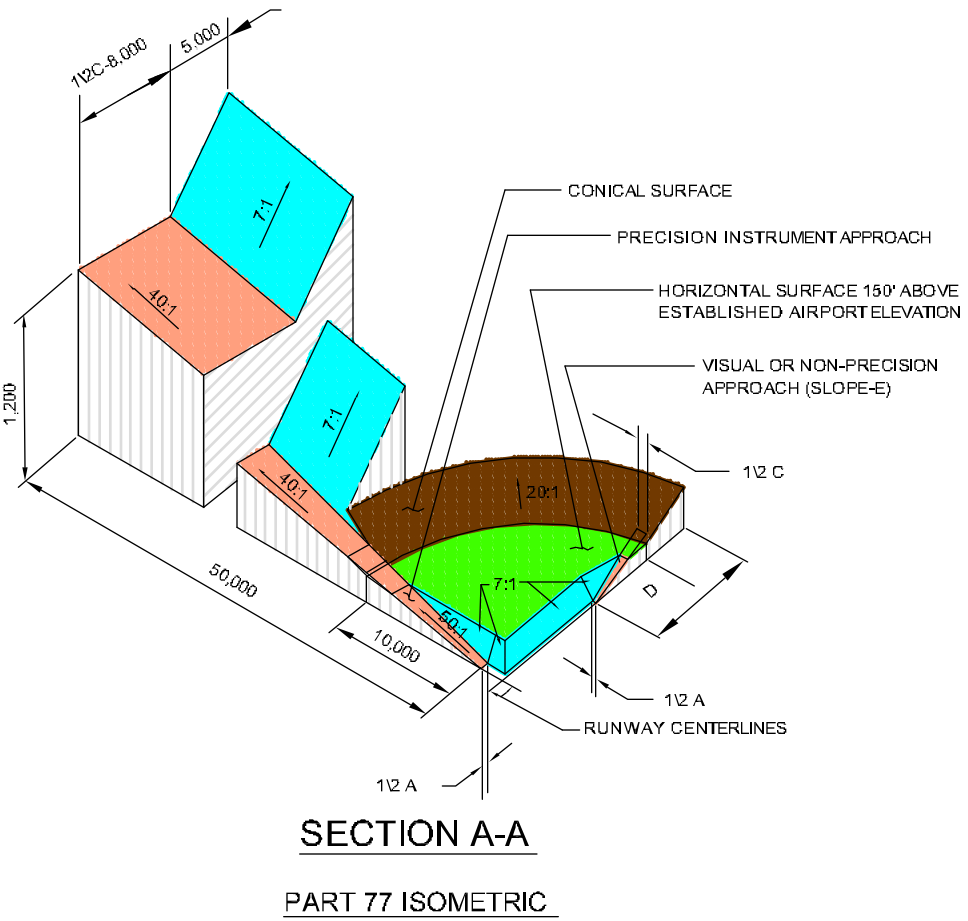 5,000
1\2C-8,000
7:1
CONICAL SURFACE
PRECISION INSTRUMENT APPROACH
40:1
HORIZONTAL SURFACE 150' ABOVE
ESTABLISHED AIRPORT ELEVATION
VISUAL OR NON-PRECISION
APPROACH (SLOPE-E)
1,200
7:1
1\2 C
40:1
20:1
50,000
7:1
D
50:1
10,000
1\2 A
RUNWAY CENTERLINES
1\2 A
SECTION A-A
PART 77 ISOMETRIC